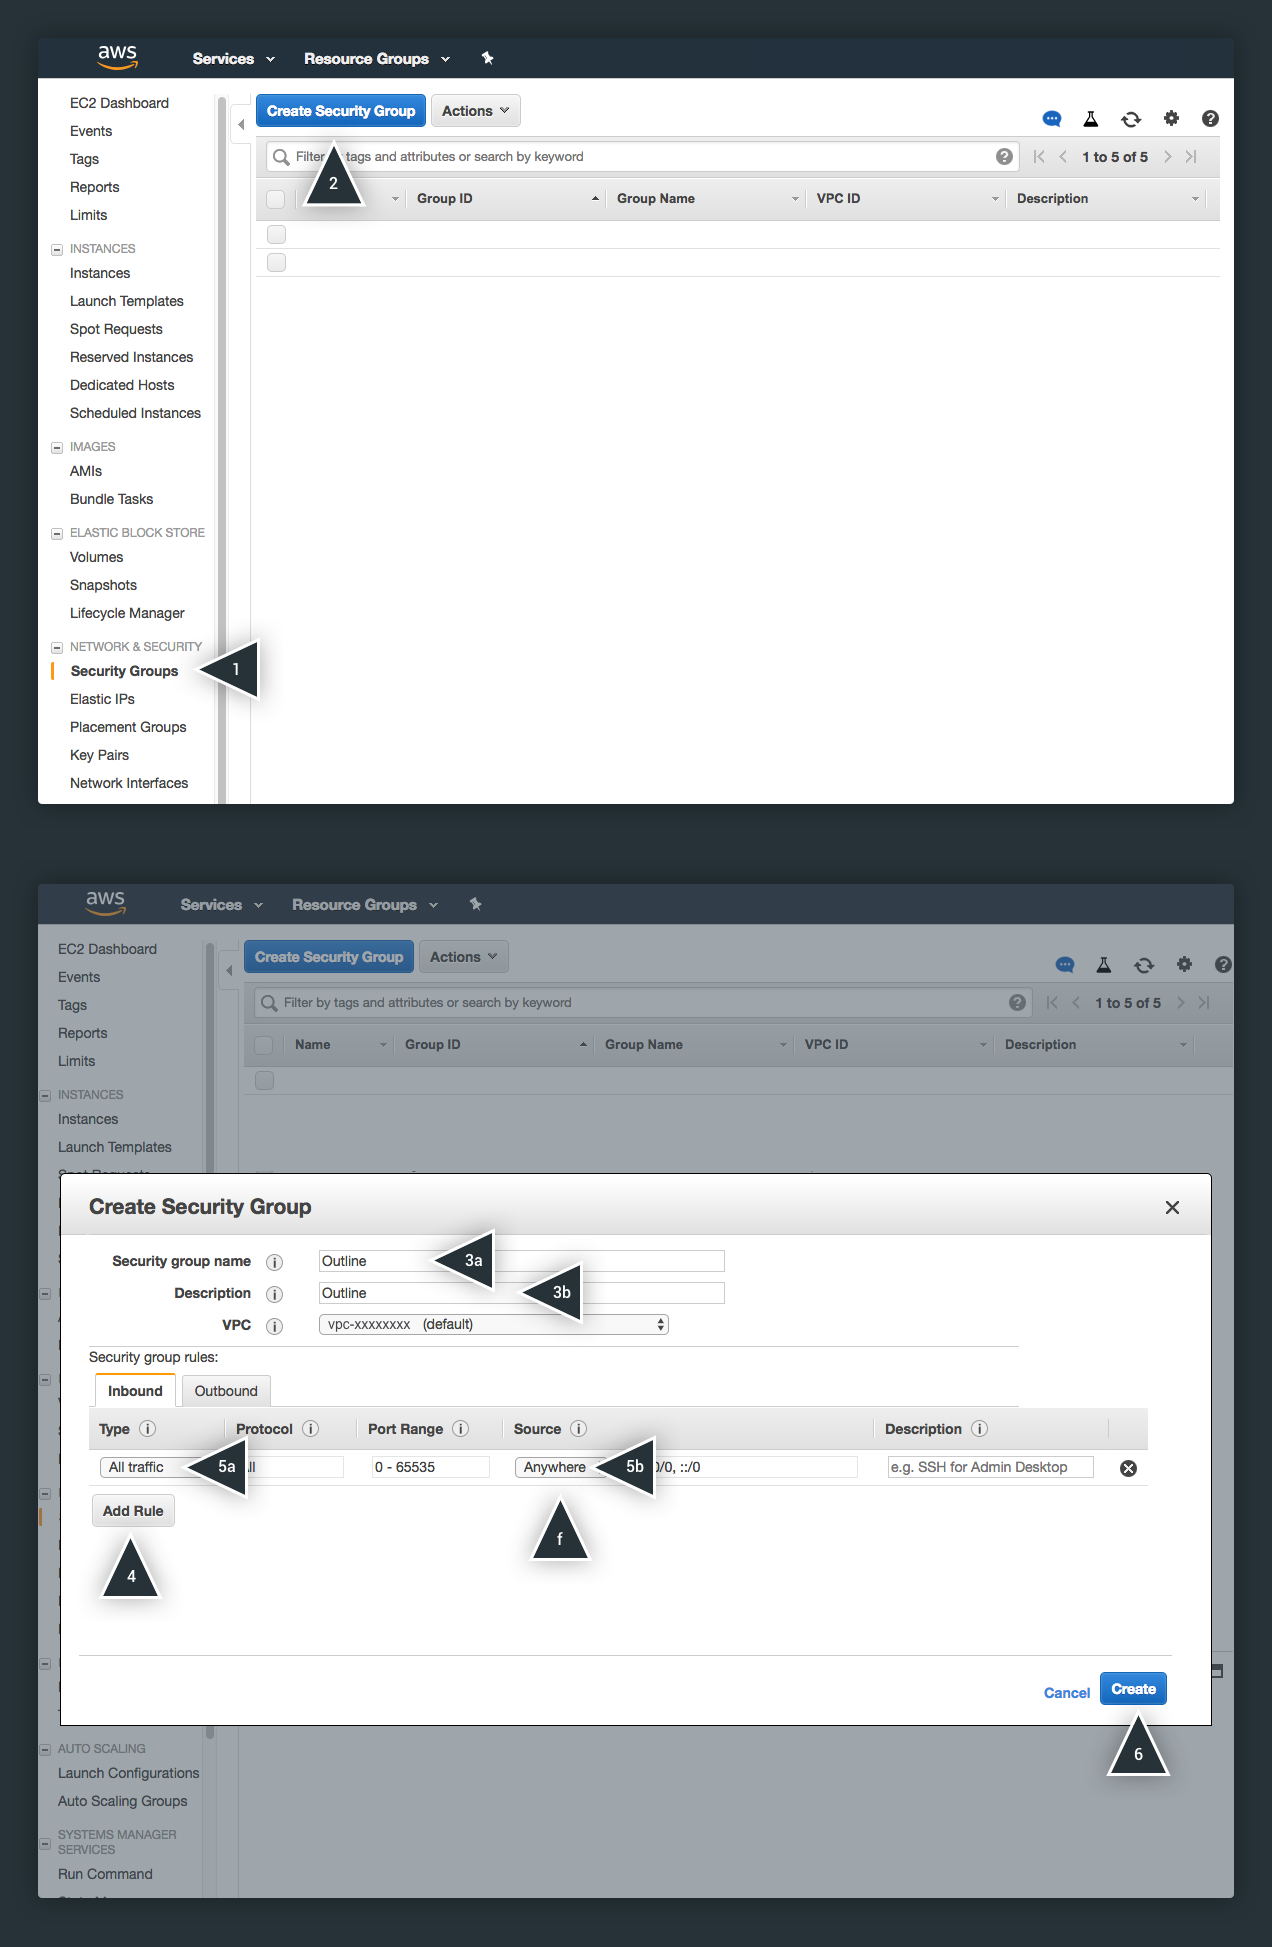 aws Services Resource Groups
EC2 Dashboard
Events
Tags
Reports
Limits
INSTANCES
Instances
Launch Templates
Spot Requests
Reserved Instances
Dedicated Hosts
Scheduled Instances
IMAGES
AMIs
Bundle Tasks
ELASTIC BLOCK STORE
Volumes
Snapshots
Lifecycle Manager
NETWORK & SECURITY
Security Groups
1
Elastic IPs
Placement Groups
Key Pairs
Network Interfaces
Create Security Group Actions
Filter tags and attributes or search by keyword 1 to 5 of 5
2
Group ID Group Name VPC ID Description
aws Services Resource Groups
EC2 Dashboard
Events
Tags
Reports
Limits
INSTANCES
Instances
Launch Templates
Create Security Group Actions
Filter by tags and attributes or search by keyword 1 to 5 of 5
Name Group ID Group Name VPC ID Description
Create Security Group
Security group name Outline 3a
Description Outline 3b
VPC vpc-xxxxxxxx (default)
Security group rules:
Inbound Outbound
Type Protocol Port Range Source Description
All traffic 5a 0 - 65535 Anywhere 5b /0, ::/0 e.g. SSH for Admin Desktop
Add Rule
f
4
Cancel Create
6
AUTO SCALING
Launch Configurations
Auto Scaling Groups
SYSTEMS MANAGER
SERVICES
Run Command